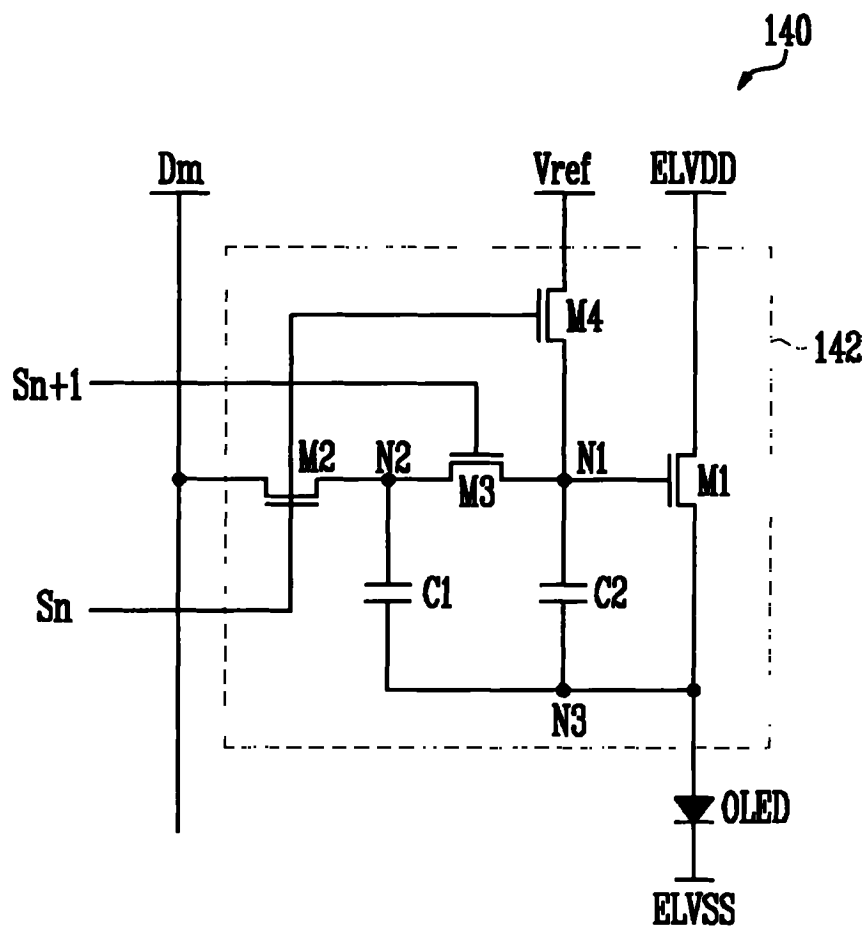 140
Dm
Vref
ELVDD
M4
142
Sn+1
M2
N2
M3
N1
M1
Sn
C1
C2
N3
OLED
ELVSS